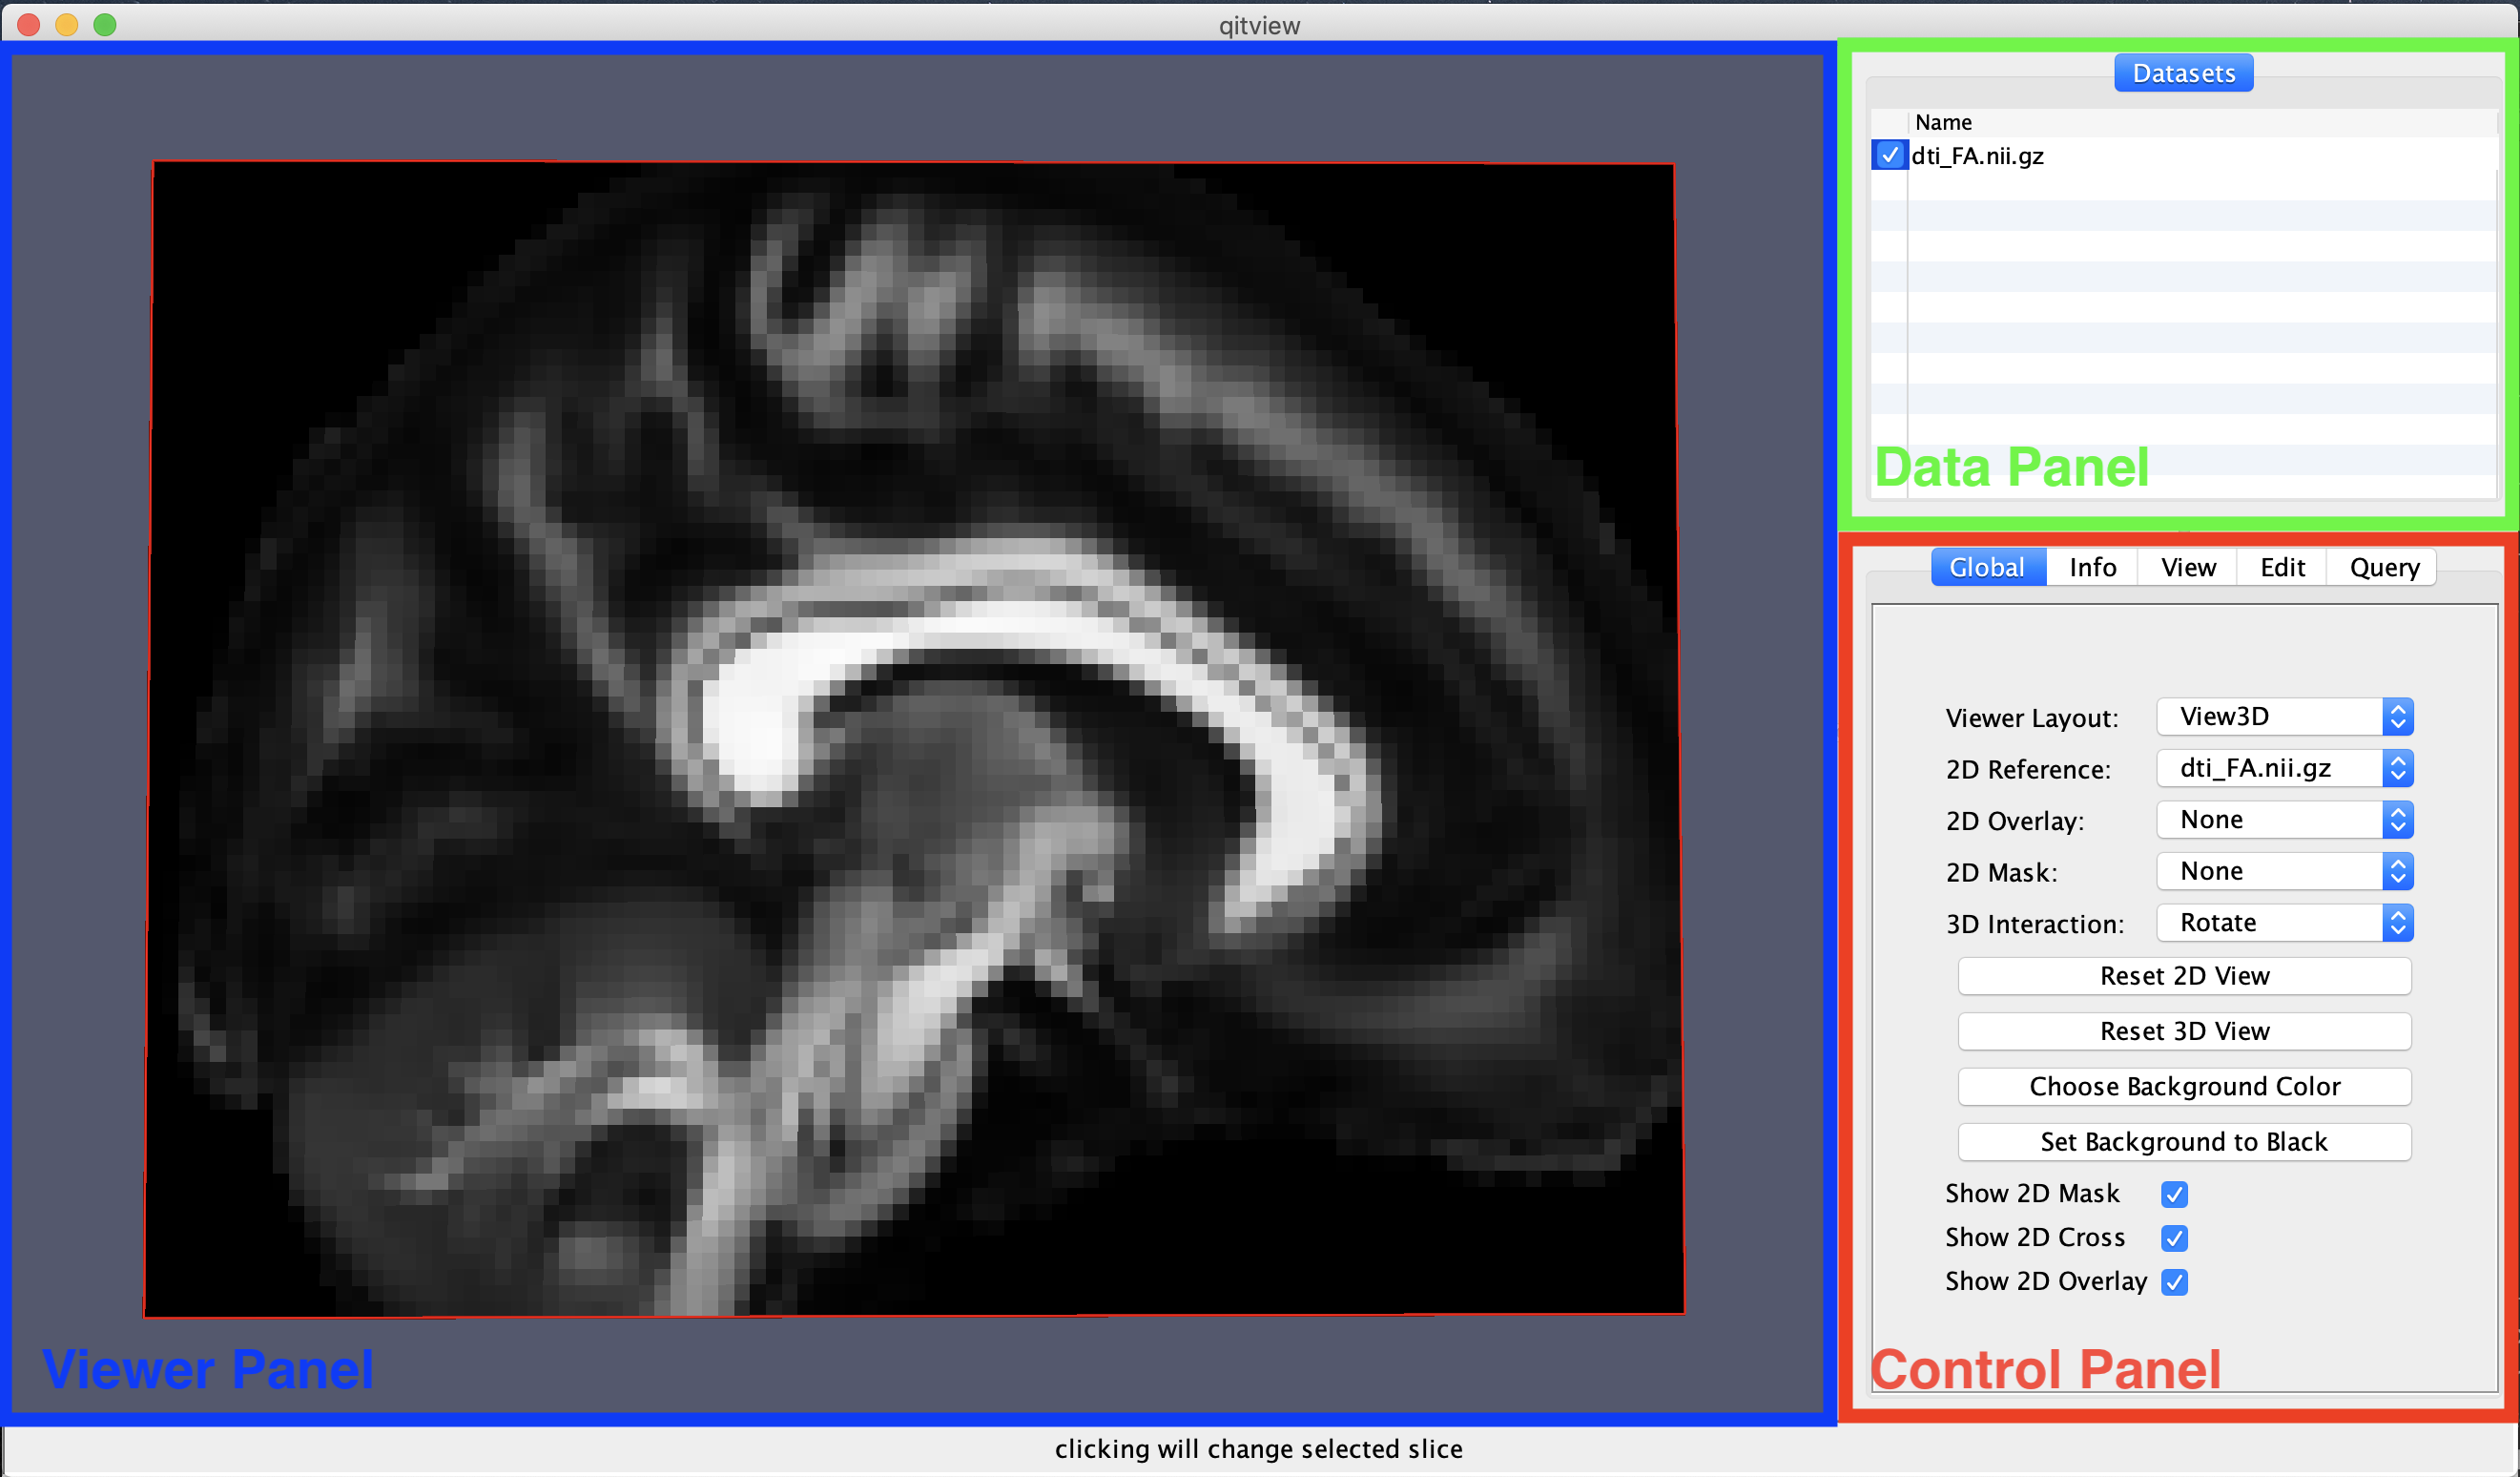 qitview
Datasets
Name
dti_FA.nii.gz
Data Panel
Global Info View Edit Query
Viewer Layout: View3D
2D Reference: dti_FA.nii.gz
2D Overlay: None
2D Mask: None
3D Interaction: Rotate
Reset 2D View
Reset 3D View
Choose Background Color
Set Background to Black
Show 2D Mask
Show 2D Cross
Show 2D Overlay
Viewer Panel
Control Panel
clicking will change selected slice